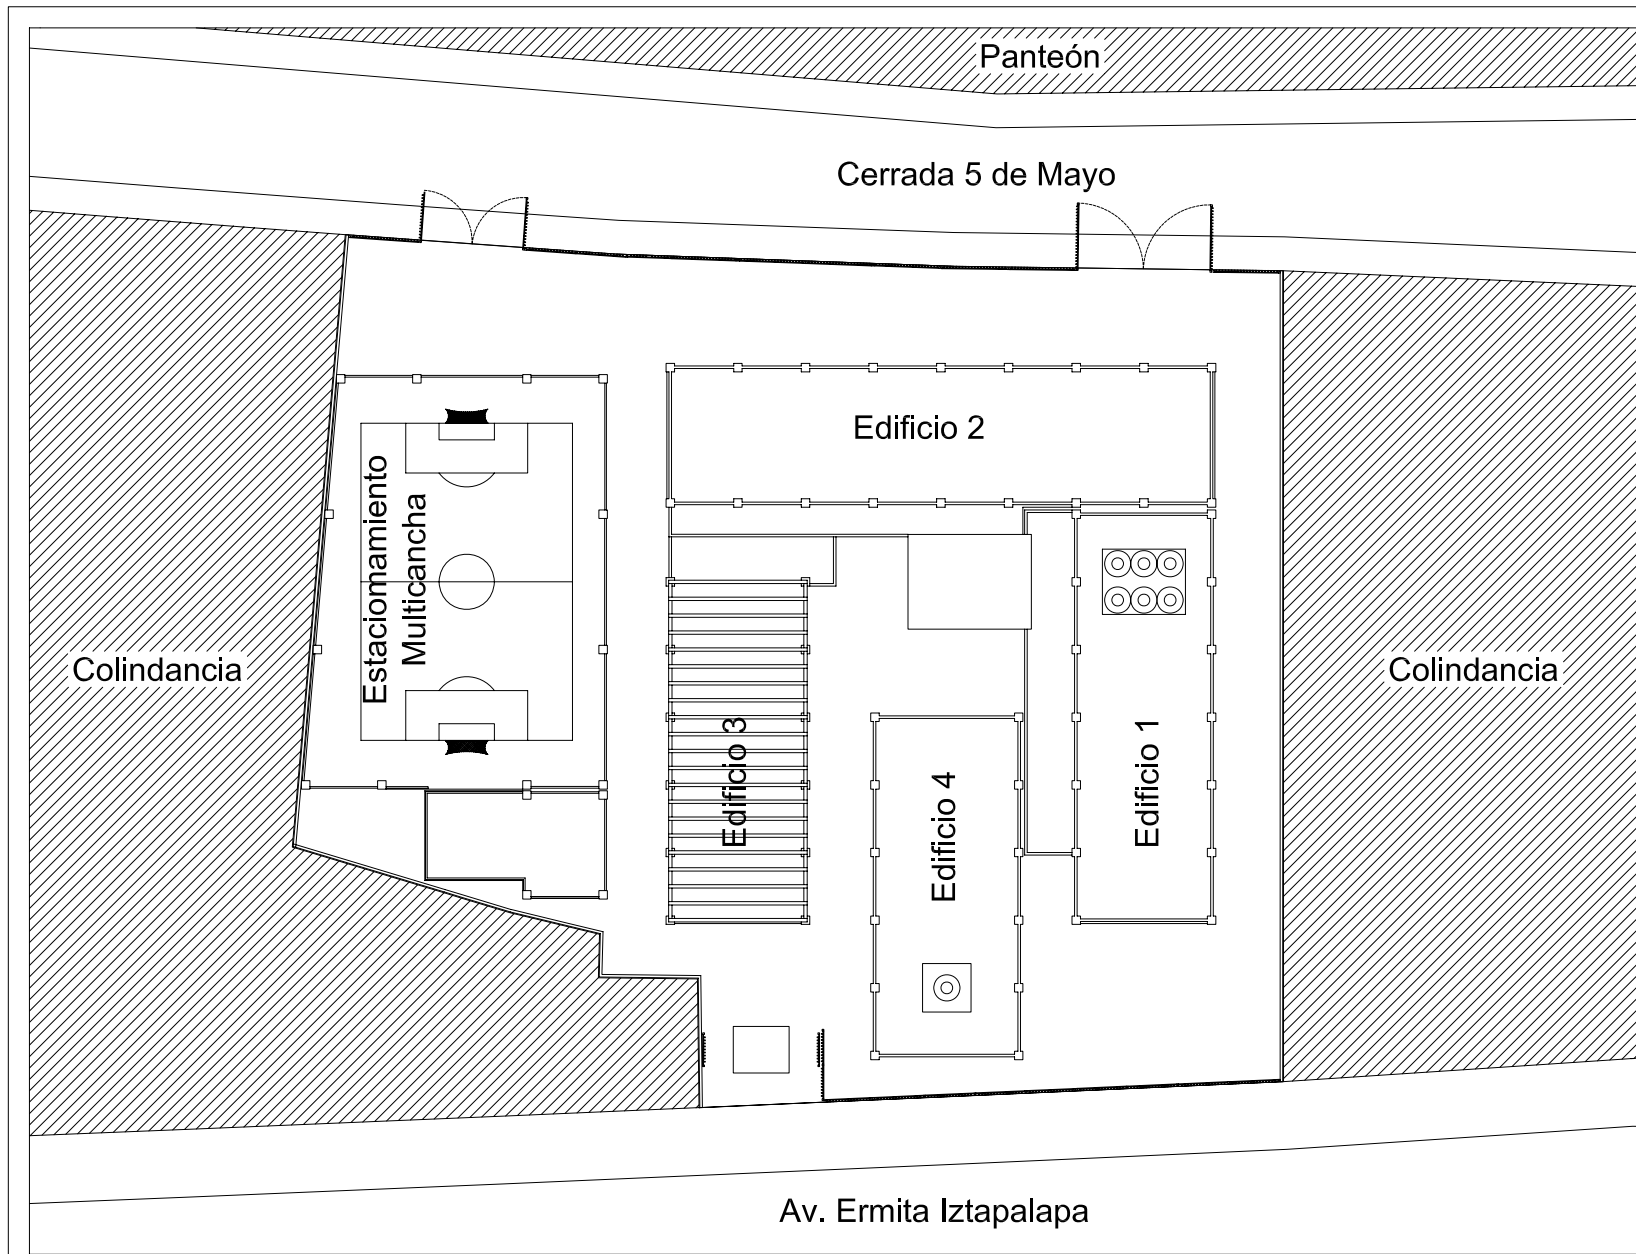 Panteón
Cerrada 5 de Mayo
Edificio 2
Estaciomamiento
Multicancha
Colindancia
Colindancia
Edificio 3
Edificio 4
Edificio 1
Av. Ermita Iztapalapa